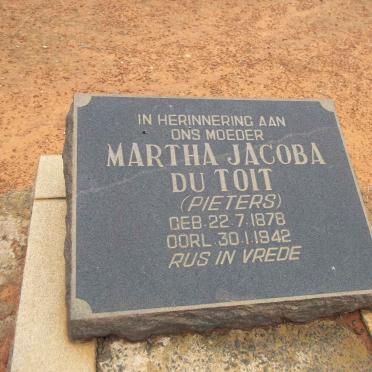 IN HERINNERING AAN
ONS MOEDER
MARTHA JACOBA
DU TOIT
(PIETERS)
GEB. 22.7.1878
OORL. 30.1.1942
RUS IN VREDE